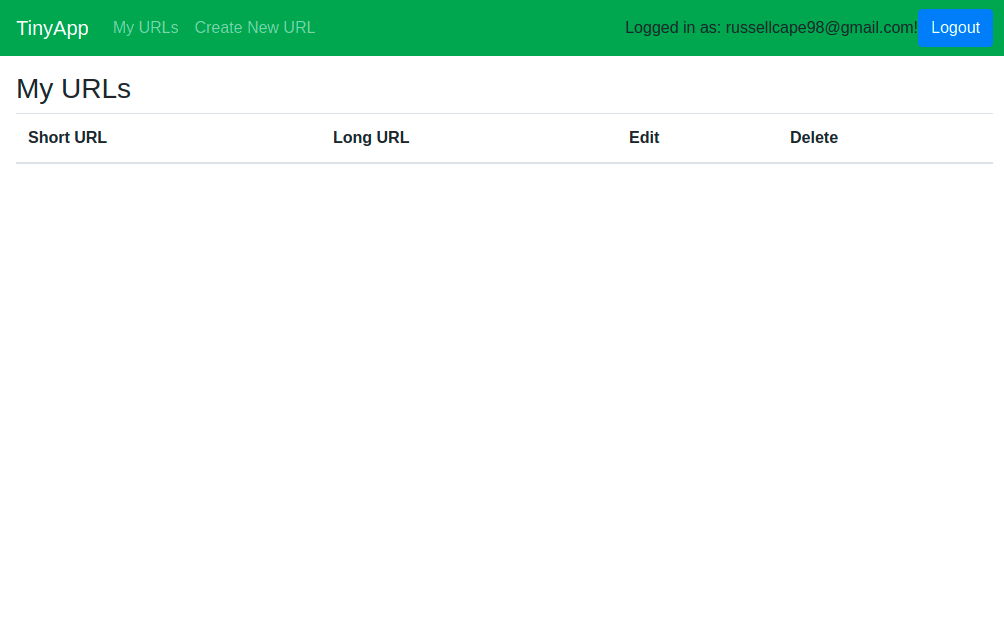 TinyApp My URLs Create New URL Logged in as: russellcape98@gmail.com! Logout
My URLs
Short URL Long URL Edit Delete